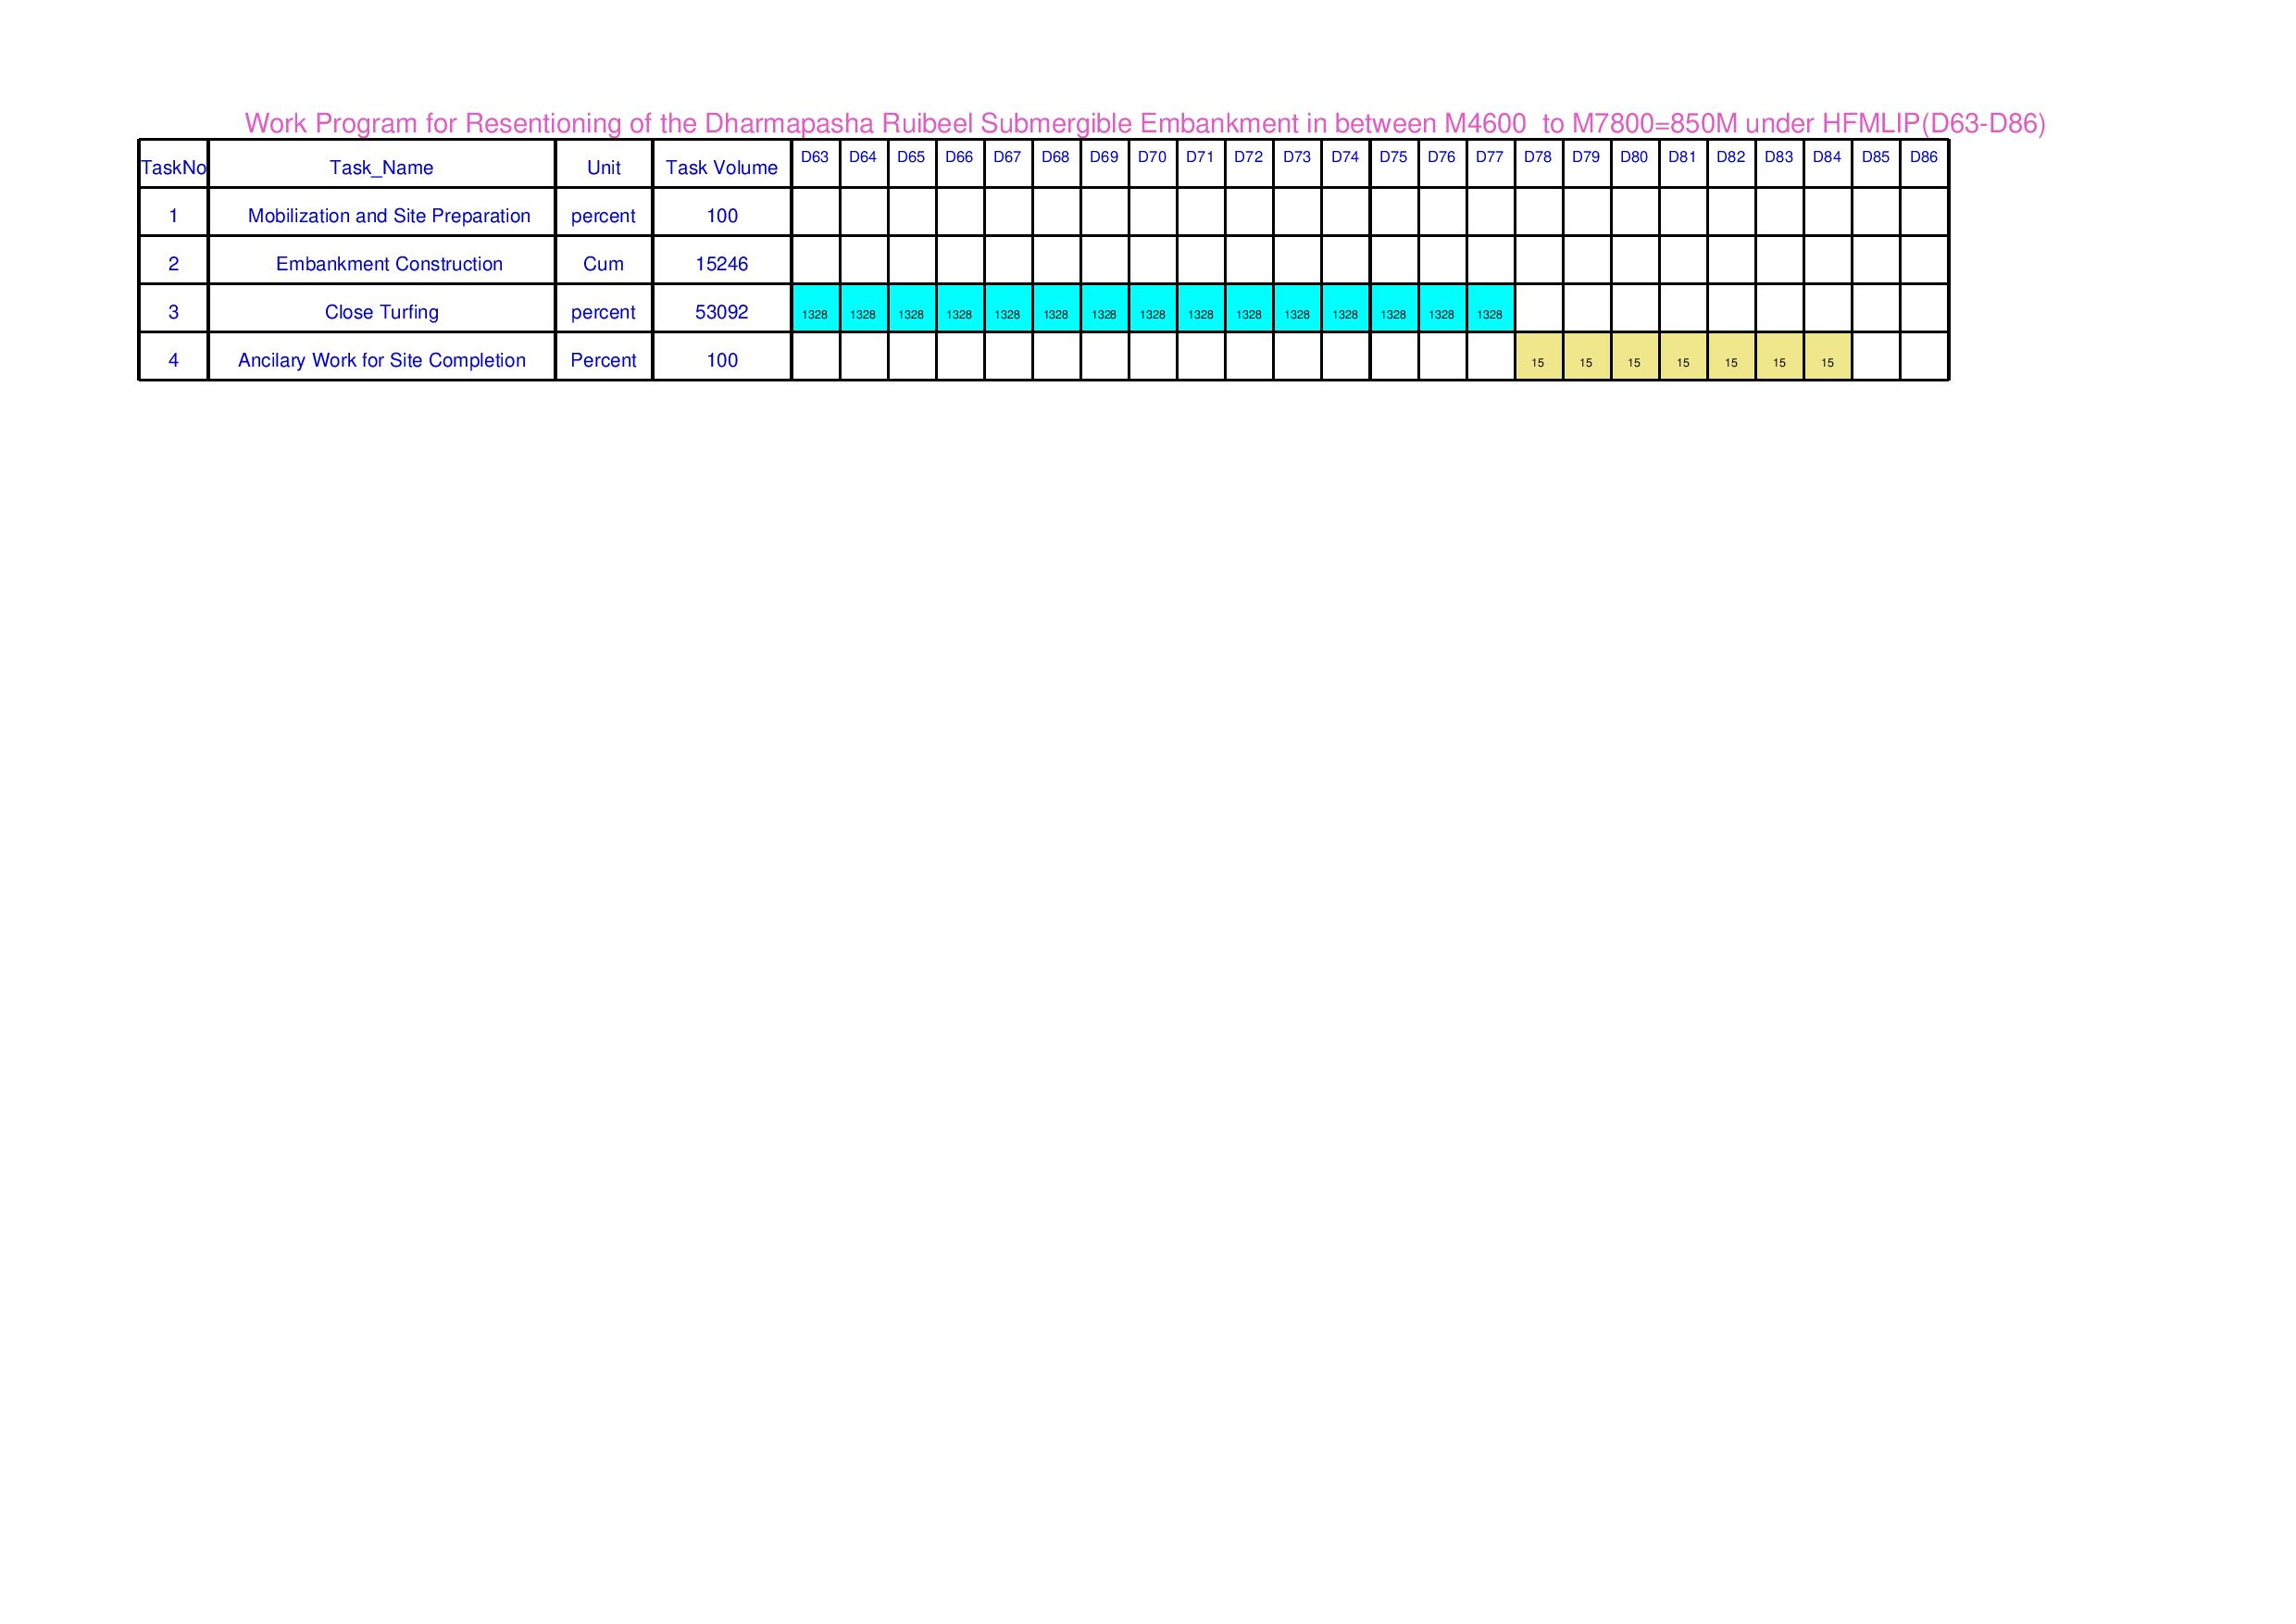 Work Program for Resentioning of the Dharmapasha Ruibeel Submergible Embankment in between M4600  to M7800=850M under HFMLIP(D63-D86)
TaskNo Task_Name Unit Task Volume D63 D64 D65 D66 D67 D68 D69 D70 D71 D72 D73 D74 D75 D76 D77 D78 D79 D80 D81 D82 D83 D84 D85 D86
1 Mobilization and Site Preparation percent 100
2 Embankment Construction Cum 15246
3 Close Turfing percent 53092 1328 1328 1328 1328 1328 1328 1328 1328 1328 1328 1328 1328 1328 1328 1328
4 Ancilary Work for Site Completion Percent 100 15 15 15 15 15 15 15